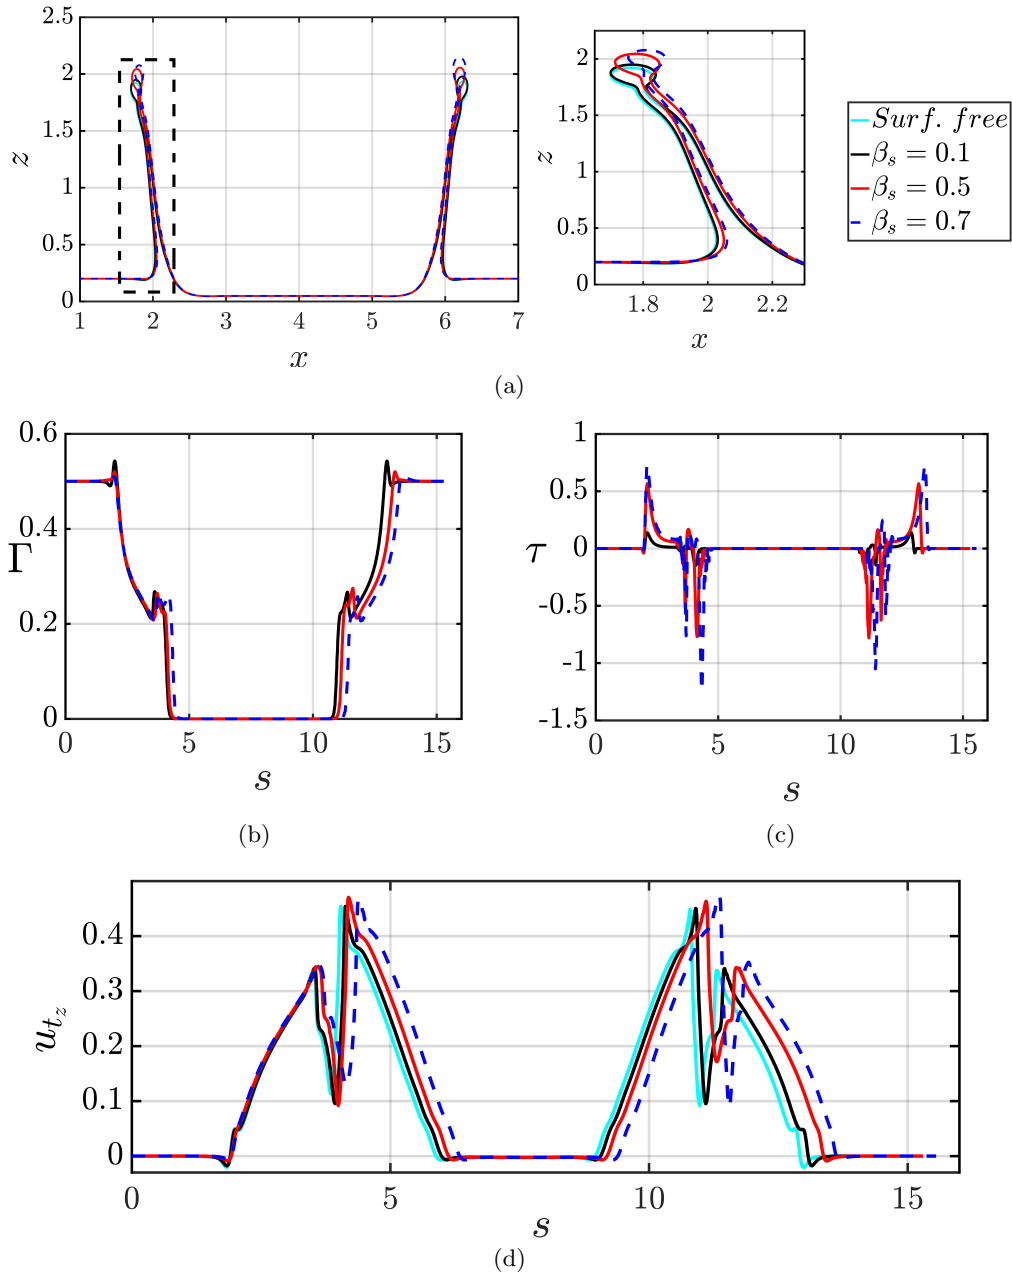 2.5
2
1.5
1
0.5
0
z
1 2 3 4 5 6 7
x
2
1.5
1
0.5
0
z
1.8 2 2.2
x
Surf. free
βs = 0.1
βs = 0.5
βs = 0.7
(a)
0.6
0.4
0.2
0
Γ
0 5 10 15
s
(b)
1
0.5
0
-0.5
-1
-1.5
τ
0 5 10 15
s
(c)
0.4
0.3
0.2
0.1
0
u_{t_z}
0 5 10 15
s
(d)